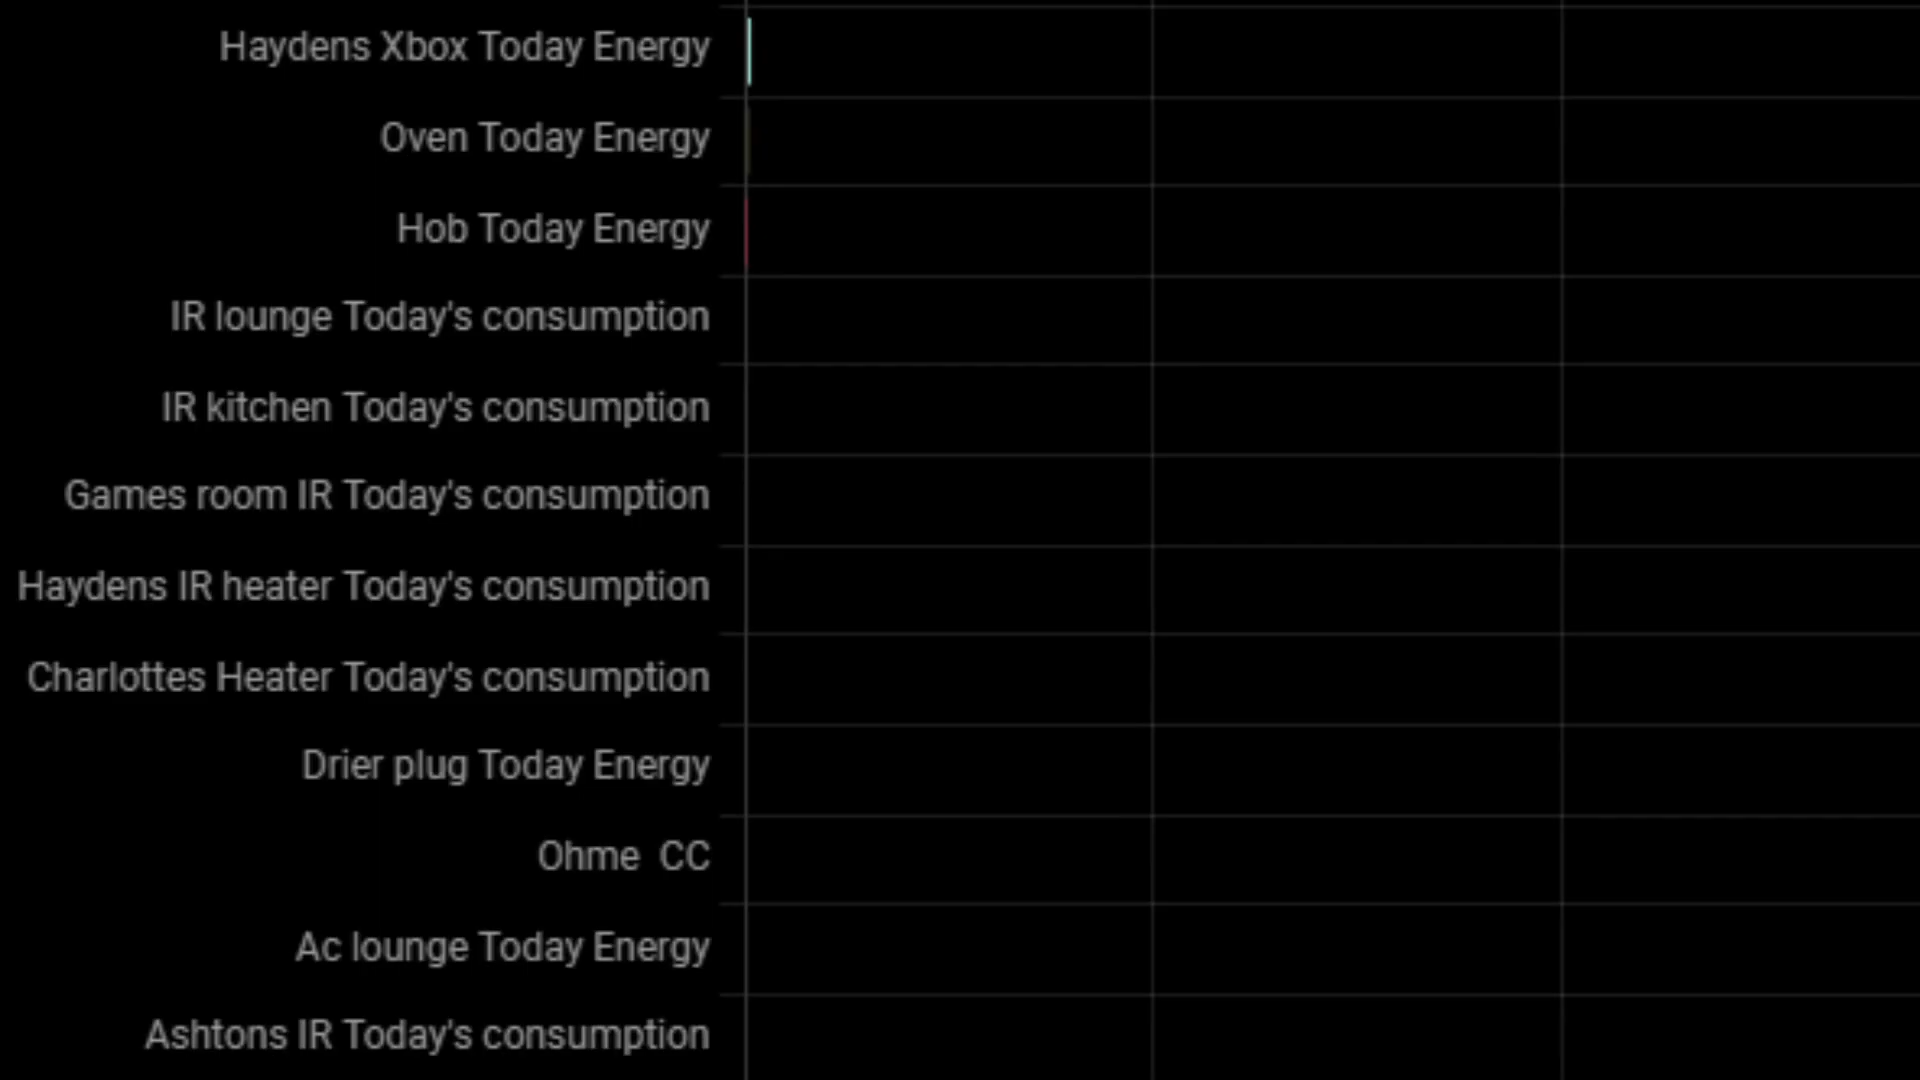 Haydens Xbox Today Energy
Oven Today Energy
Hob Today Energy
IR lounge Today's consumption
IR kitchen Today's consumption
Games room IR Today's consumption
Haydens IR heater Today's consumption
Charlottes Heater Today's consumption
Drier plug Today Energy
Ohme  CC
Ac lounge Today Energy
Ashtons IR Today's consumption